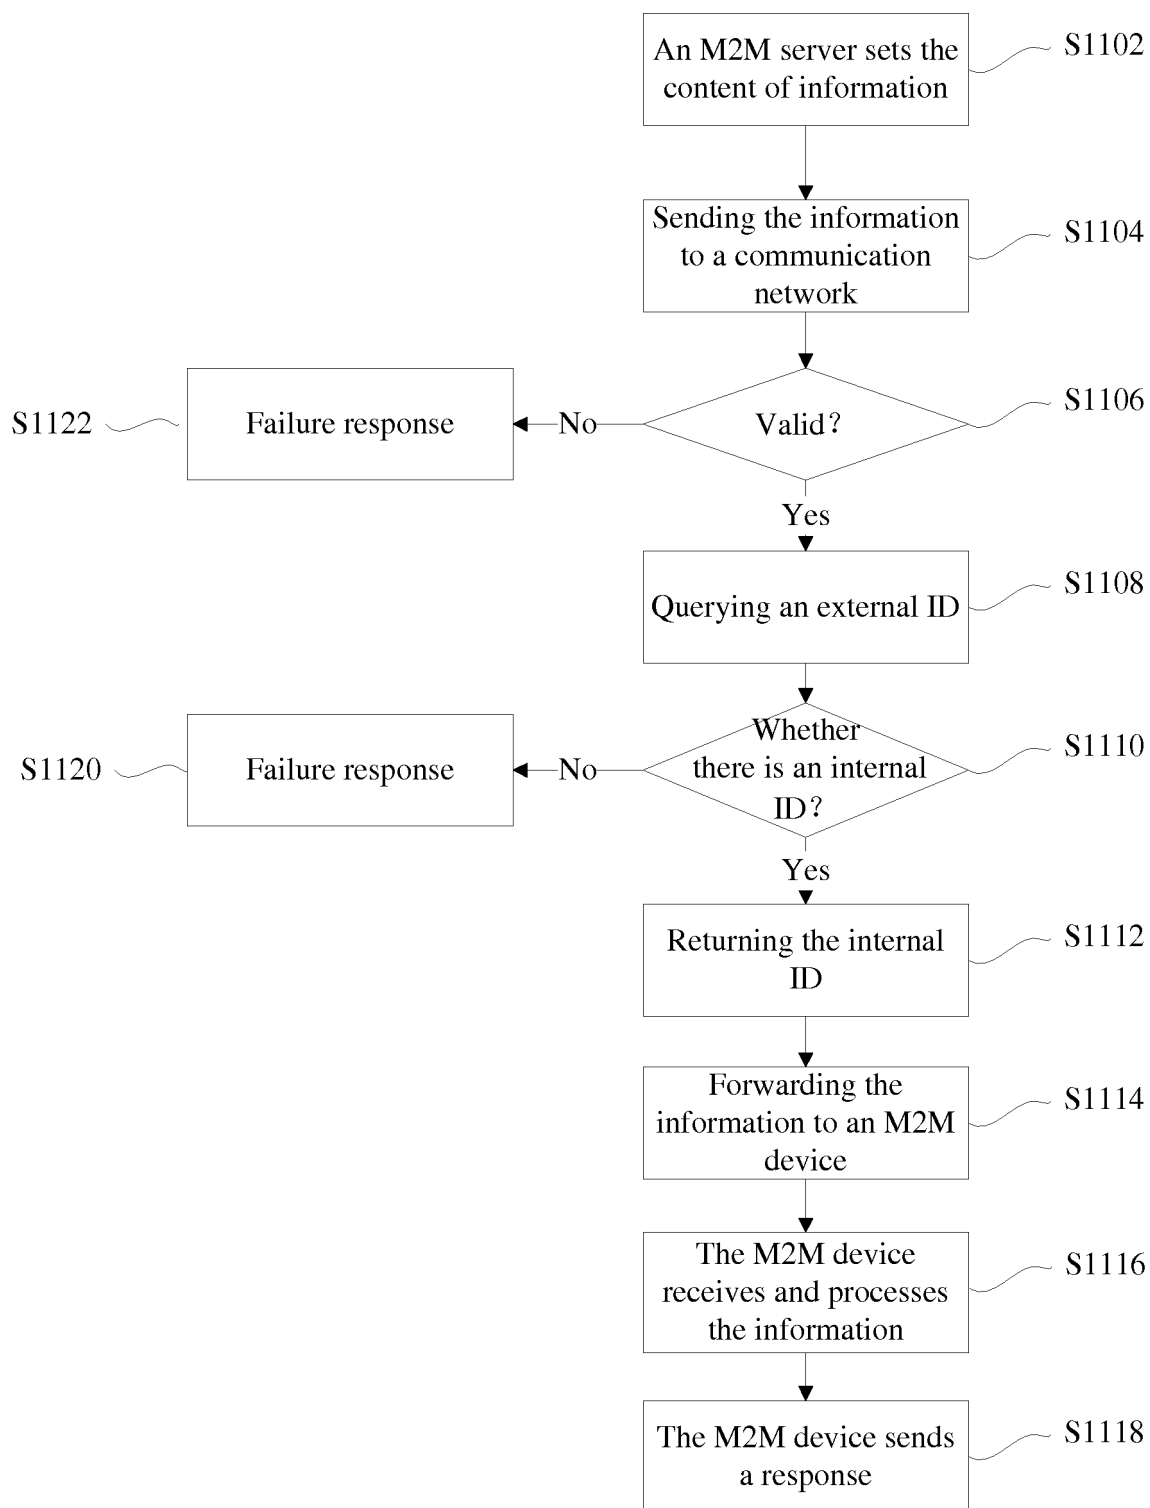 An M2M server sets the
content of information
S1102
Sending the information
to a communication
network
S1104
Valid?
S1106
No
Failure response
S1122
Yes
Querying an external ID
S1108
Whether
there is an internal
ID?
S1110
No
Failure response
S1120
Yes
Returning the internal
ID
S1112
Forwarding the
information to an M2M
device
S1114
The M2M device
receives and processes
the information
S1116
The M2M device sends
a response
S1118